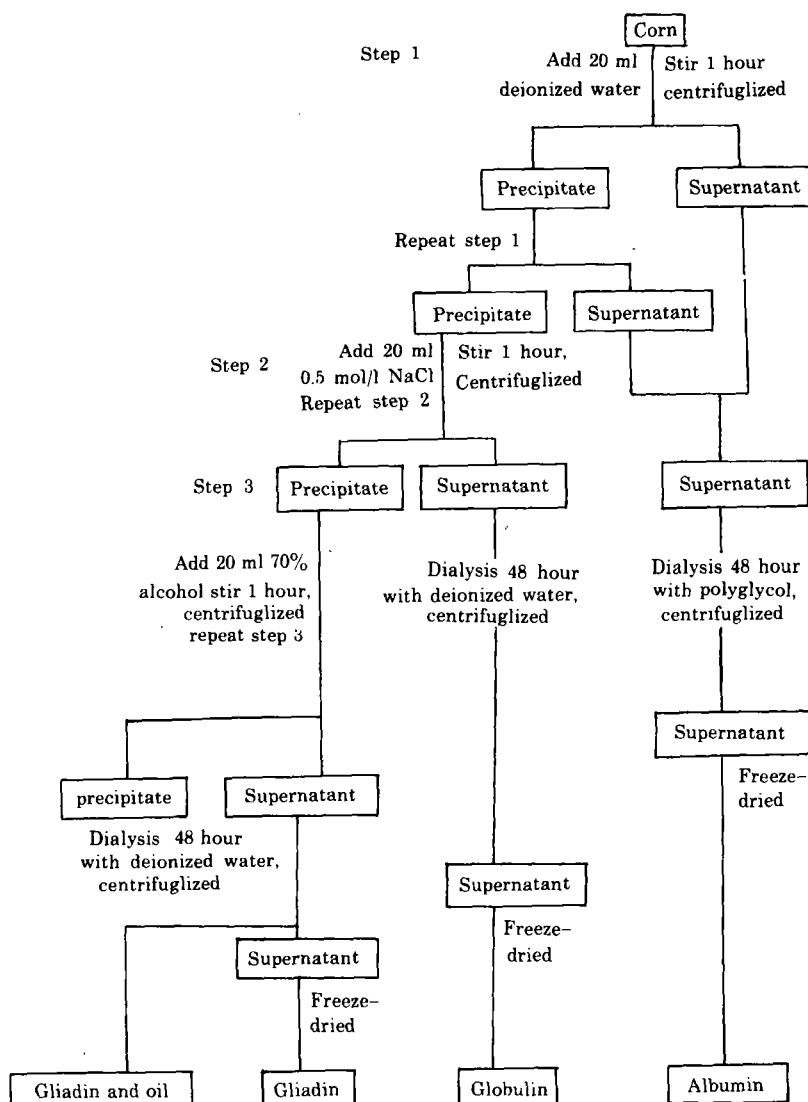 Corn
Step 1
Add 20 ml
deionized water
Stir 1 hour
centrifuglized
Precipitate
Supernatant
Repeat step 1
Precipitate
Supernatant
Step 2
Add 20 ml
0.5 mol/l NaCl
Repeat step 2
Stir 1 hour,
Centrifuglized
Step 3
Precipitate
Supernatant
Supernatant
Add 20 ml 70%
alcohol stir 1 hour,
centrifuglized
repeat step 3
Dialysis 48 hour
with deionized water,
centrifuglized
Dialysis 48 hour
with polyglycol,
centrifuglized
Supernatant
Freeze-
dried
precipitate
Supernatant
Dialysis 48 hour
with deionized water,
centrifuglized
Supernatant
Freeze-
dried
Supernatant
Freeze-
dried
Gliadin and oil
Gliadin
Globulin
Albumin